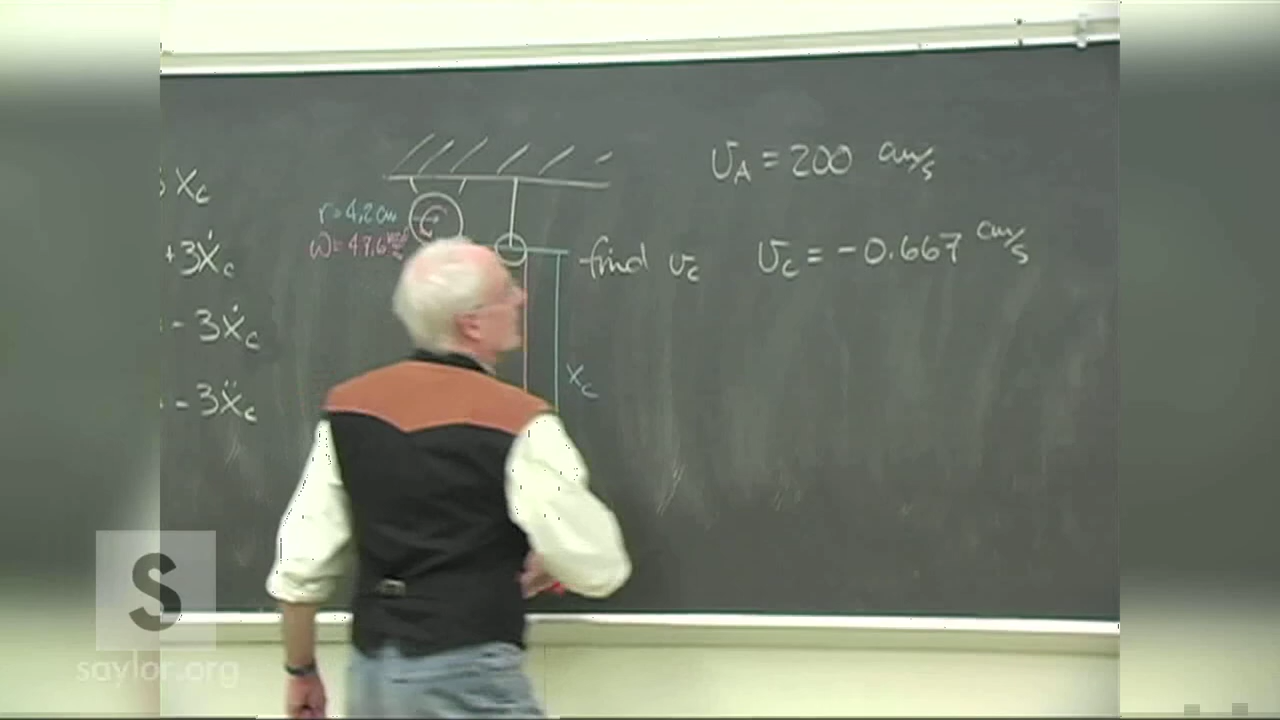 x_C
+ 3ẋ_C
- 3ẋ_C
- 3ẍ_C
r = 4.2 cm
ω = 47.6 rad/s
find v_C
x_C
v_A = 200 cm/s
v_C = -0.667 cm/s
S
saylor.org